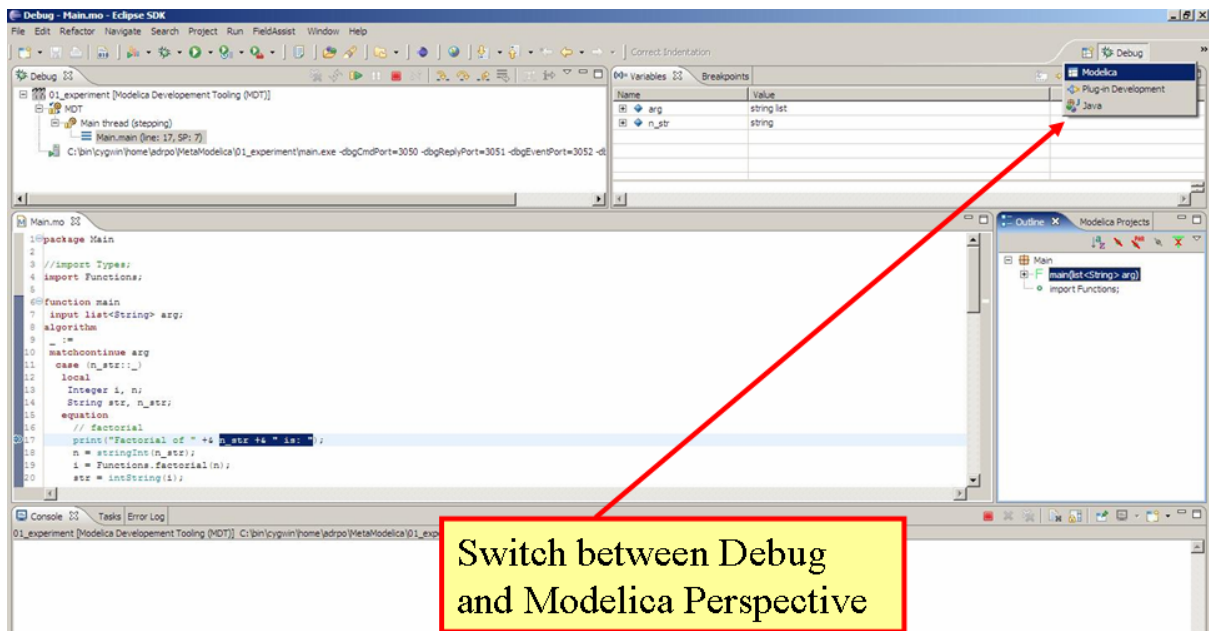 Debug - Main.mo - Eclipse SDK
File Edit Refactor Navigate Search Project Run FieldAssist Window Help
Correct Indentation
Debug
»
Modelica
Plug-in Development
Java
Debug
01_experiment [Modelica Developement Tooling (MDT)]
MDT
Main thread (stepping)
Main.main (line: 17, SP: 7)
C:\bin\cygwin\home\adrpo\MetaModelica\01_experiment\main.exe -dbgCmdPort=3050 -dbgReplyPort=3051 -dbgEventPort=3052 -d
Variables Breakpoints
Name Value
arg string list
n_str string
Main.mo
1 package Main
2
3 //import Types;
4 import Functions;
5
6 function main
7 input list<String> arg;
8 algorithm
9 _ :=
10 matchcontinue arg
11 case (n_str::_)
12 local
13 Integer i, n;
14 String str, n_str;
15 equation
16 // factorial
17 print("Factorial of " +& n_str +& " is: ");
18 n = stringInt(n_str);
19 i = Functions.factorial(n);
20 str = intString(i);
Outline Modelica Projects
Main
main(list<String> arg)
import Functions;
Console Tasks Error Log
01_experiment [Modelica Developement Tooling (MDT)] C:\bin\cygwin\home\adrpo\MetaModelica\01_exp
Switch between Debug
and Modelica Perspective